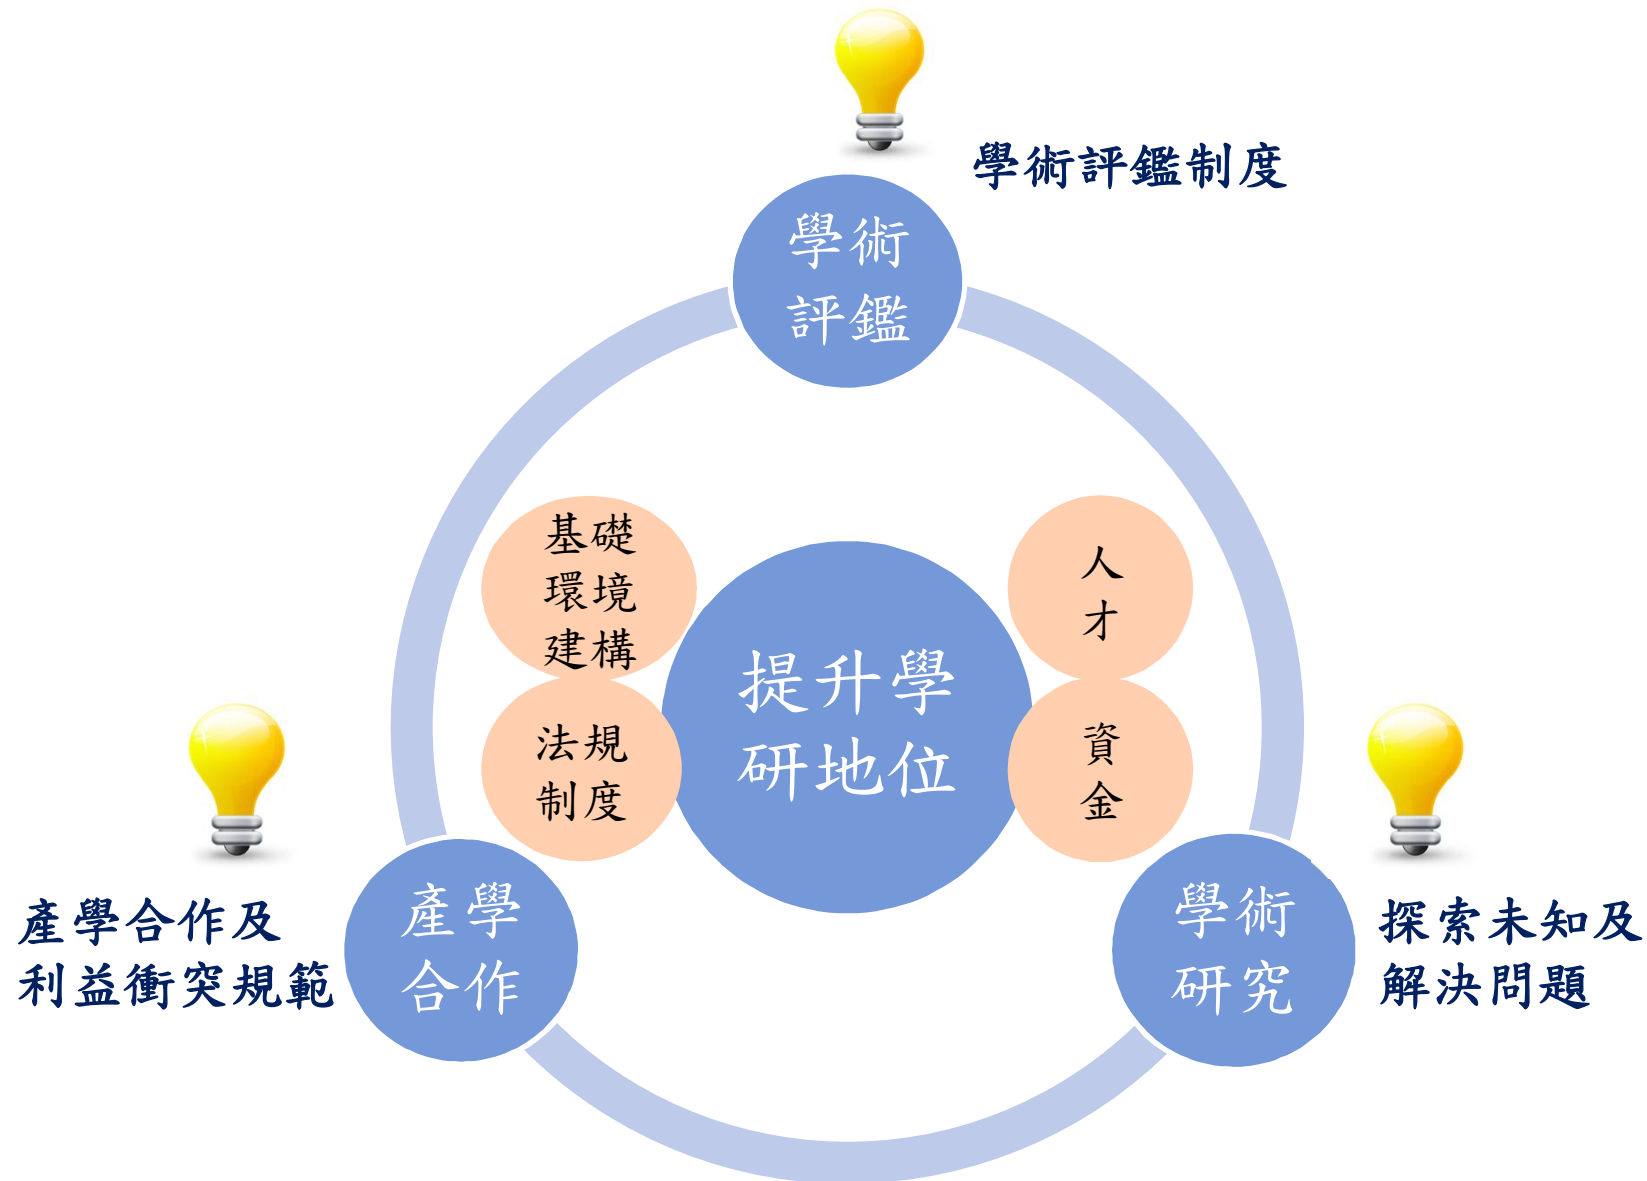 學術評鑑制度
學術
評鑑
基礎
環境
建構
人
才
提升學
研地位
法規
制度
資
金
產學
合作
產學合作及
利益衝突規範
學術
研究
探索未知及
解決問題